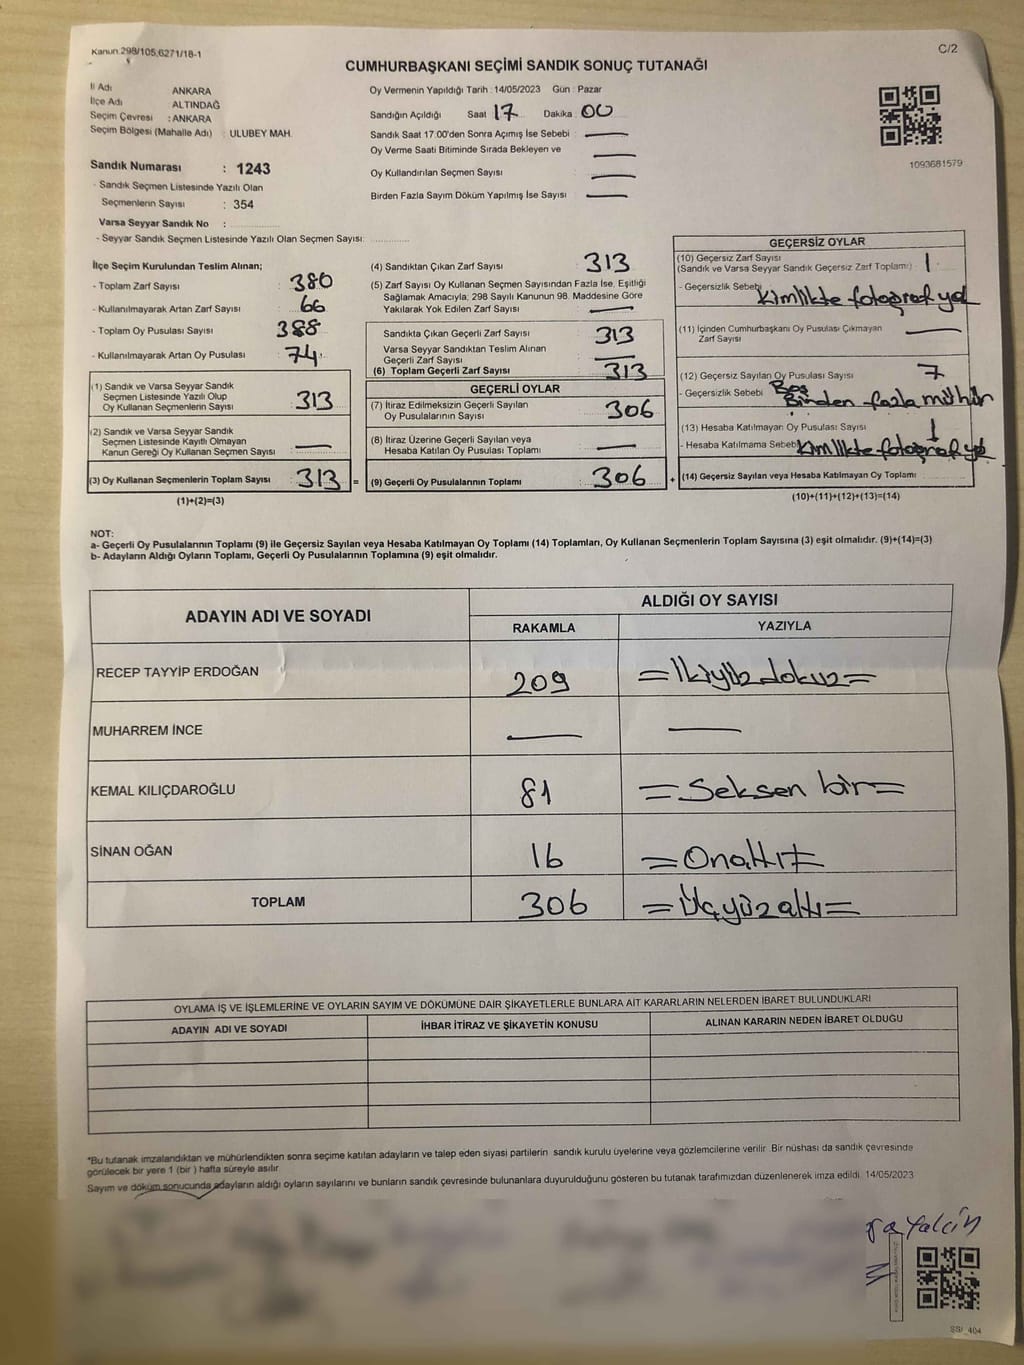 Kanun 298/105,6271/18-1
C/2
CUMHURBAŞKANI SEÇİMİ SANDIK SONUÇ TUTANAĞI
İl Adı ANKARA
İlçe Adı ALTINDAĞ
Seçim Çevresi : ANKARA
Seçim Bölgesi (Mahalle Adı) : ULUBEY MAH.
Oy Vermenin Yapıldığı Tarih : 14/05/2023 Gün : Pazar
Sandığın Açıldığı Saat 17 Dakika : 00
Sandık Saat 17:00'den Sonra Açımış İse Sebebi :
Oy Verme Saati Bitiminde Sırada Bekleyen ve
Oy Kullandırılan Seçmen Sayısı
Birden Fazla Sayım Döküm Yapılmış İse Sayısı
1093681579
Sandık Numarası : 1243
- Sandık Seçmen Listesinde Yazılı Olan
Seçmenlerin Sayısı : 354
Varsa Seyyar Sandık No :
- Seyyar Sandık Seçmen Listesinde Yazılı Olan Seçmen Sayısı:
İlçe Seçim Kurulundan Teslim Alınan;
- Toplam Zarf Sayısı : 380
- Kullanılmayarak Artan Zarf Sayısı : 66
- Toplam Oy Pusulası Sayısı : 388
- Kullanılmayarak Artan Oy Pusulası : 74
(1) Sandık ve Varsa Seyyar Sandık
Seçmen Listesinde Yazılı Olup
Oy Kullanan Seçmenlerin Sayısı : 313
(2) Sandık ve Varsa Seyyar Sandık
Seçmen Listesinde Kayıtlı Olmayan
Kanun Gereği Oy Kullanan Seçmen Sayısı :
(3) Oy Kullanan Seçmenlerin Toplam Sayısı : 313 =
(1)+(2)=(3)
(4) Sandıktan Çıkan Zarf Sayısı : 313
(5) Zarf Sayısı Oy Kullanan Seçmen Sayısından Fazla İse, Eşitliği
Sağlamak Amacıyla, 298 Sayılı Kanunun 98. Maddesine Göre
Yakılarak Yok Edilen Zarf Sayısı :
Sandıkta Çıkan Geçerli Zarf Sayısı : 313
Varsa Seyyar Sandıktan Teslim Alınan
Geçerli Zarf Sayısı
(6) Toplam Geçerli Zarf Sayısı : 313
GEÇERLİ OYLAR
(7) İtiraz Edilmeksizin Geçerli Sayılan
Oy Pusulalarının Sayısı : 306
(8) İtiraz Üzerine Geçerli Sayılan veya
Hesaba Katılan Oy Pusulası Toplamı :
(9) Geçerli Oy Pusulalarının Toplamı : 306 +
GEÇERSİZ OYLAR
(10) Geçersiz Zarf Sayısı
(Sandık ve Varsa Seyyar Sandık Geçersiz Zarf Toplamı) : 1
- Geçersizlik Sebebi kimlikte fotoğraf yok
(11) İçinden Cumhurbaşkanı Oy Pusulası Çıkmayan
Zarf Sayısı
(12) Geçersiz Sayılan Oy Pusulası Sayısı : 7
- Geçersizlik Sebebi Boş
Birden fazla mühür
(13) Hesaba Katılmayan Oy Pusulası Sayısı : 1
- Hesaba Katılmama Sebebi kimlikte fotoğraf yok
(14) Geçersiz Sayılan veya Hesaba Katılmayan Oy Toplamı :
(10)+(11)+(12)+(13)=(14)
NOT:
a- Geçerli Oy Pusulalarının Toplamı (9) ile Geçersiz Sayılan veya Hesaba Katılmayan Oy Toplamı (14) Toplamları, Oy Kullanan Seçmenlerin Toplam Sayısına (3) eşit olmalıdır. (9)+(14)=(3)
b- Adayların Aldığı Oyların Toplamı, Geçerli Oy Pusulalarının Toplamına (9) eşit olmalıdır.
ADAYIN ADI VE SOYADI
ALDIĞI OY SAYISI
RAKAMLA YAZIYLA
RECEP TAYYİP ERDOĞAN 209 =İkiyüz dokuz=
MUHARREM İNCE
KEMAL KILIÇDAROĞLU 81 =Seksen bir=
SİNAN OĞAN 16 =Onaltı=
TOPLAM 306 =Üçyüzaltı=
OYLAMA İŞ VE İŞLEMLERİNE VE OYLARIN SAYIM VE DÖKÜMÜNE DAİR ŞİKAYETLERLE BUNLARA AİT KARARLARIN NELERDEN İBARET BULUNDUKLARI
ADAYIN ADI VE SOYADI İHBAR İTİRAZ VE ŞİKAYETİN KONUSU ALINAN KARARIN NEDEN İBARET OLDUĞU
*Bu tutanak imzalandıktan ve mühürlendikten sonra seçime katılan adayların ve talep eden siyasi partilerin sandık kurulu üyelerine veya gözlemcilerine verilir. Bir nüshası da sandık çevresinde
görülecek bir yere 1 (bir ) hafta süreyle asılır.
Sayım ve döküm sonucunda adayların aldığı oyların sayılarını ve bunların sandık çevresinde bulunanlara duyurulduğunu gösteren bu tutanak tarafımızdan düzenlenerek imza edildi. 14/05/2023
Yalçın
SSI_404